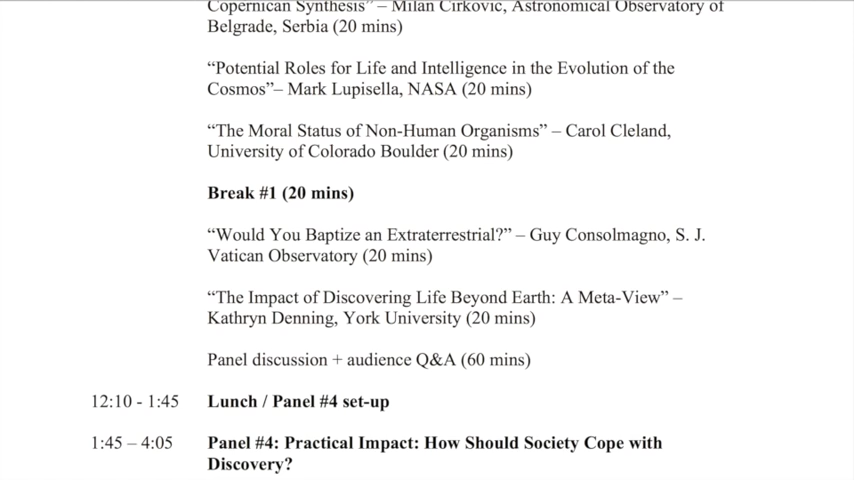 Copernican Synthesis” – Milan Cirkovic, Astronomical Observatory of
Belgrade, Serbia (20 mins)
“Potential Roles for Life and Intelligence in the Evolution of the
Cosmos”– Mark Lupisella, NASA (20 mins)
“The Moral Status of Non-Human Organisms” – Carol Cleland,
University of Colorado Boulder (20 mins)
Break #1 (20 mins)
“Would You Baptize an Extraterrestrial?” – Guy Consolmagno, S. J.
Vatican Observatory (20 mins)
“The Impact of Discovering Life Beyond Earth: A Meta-View” –
Kathryn Denning, York University (20 mins)
Panel discussion + audience Q&A (60 mins)
12:10 - 1:45 Lunch / Panel #4 set-up
1:45 – 4:05 Panel #4: Practical Impact: How Should Society Cope with
Discovery?